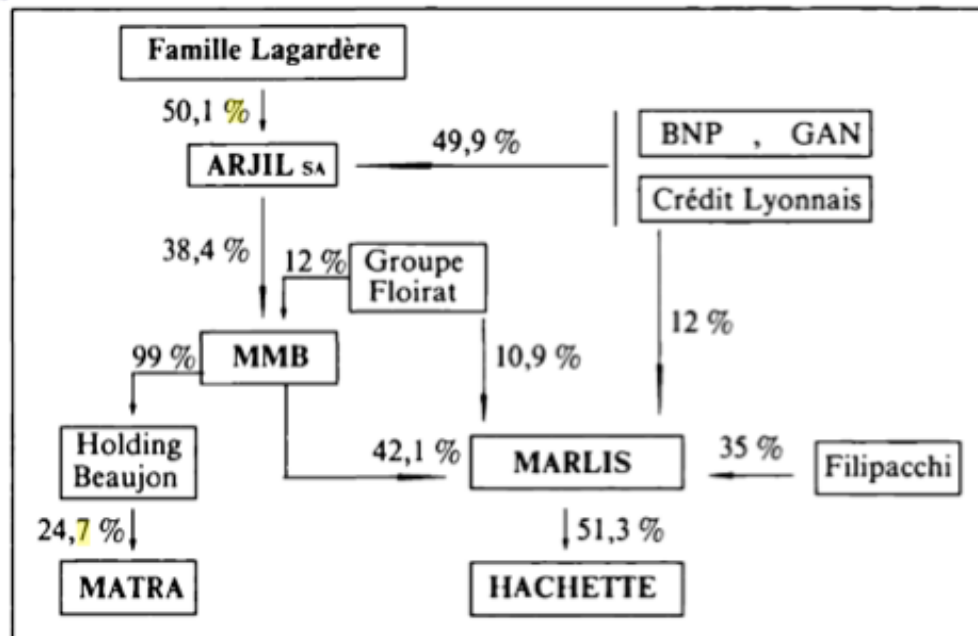 Famille Lagardère
50,1 %
BNP , GAN
49,9 %
ARJIL SA
Crédit Lyonnais
38,4 %
12 %
Groupe
Floirat
12 %
99 %
MMB
10,9 %
Holding
Beaujon
42,1 %
MARLIS
35 %
Filipacchi
24,7 %
51,3 %
MATRA
HACHETTE